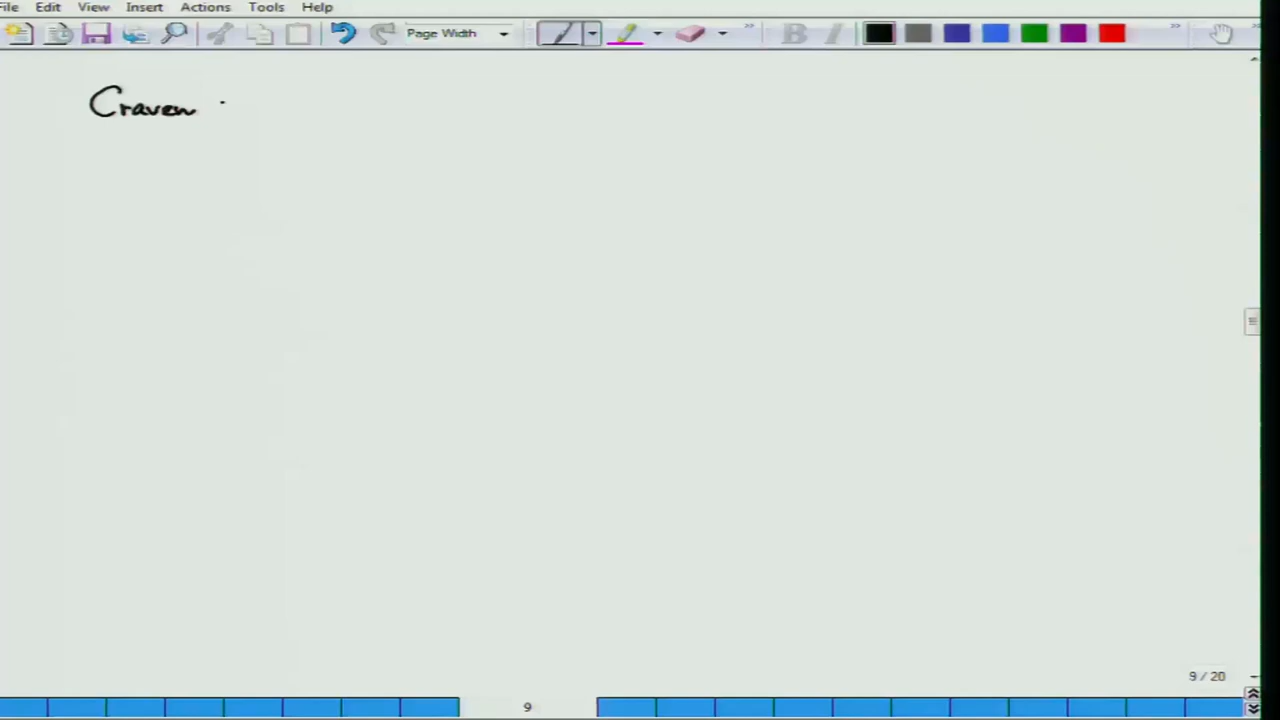 File Edit View Insert Actions Tools Help
Page Width
B I
Craven
9 / 20
9